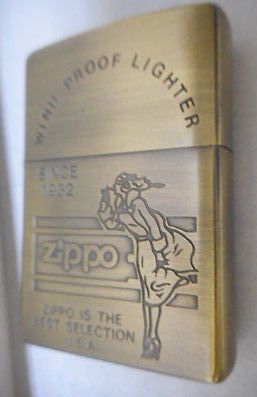 WIND PROOF LIGHTER
SINCE
1932
zippo
ZIPPO IS THE
BEST SELECTION
U.S.A.